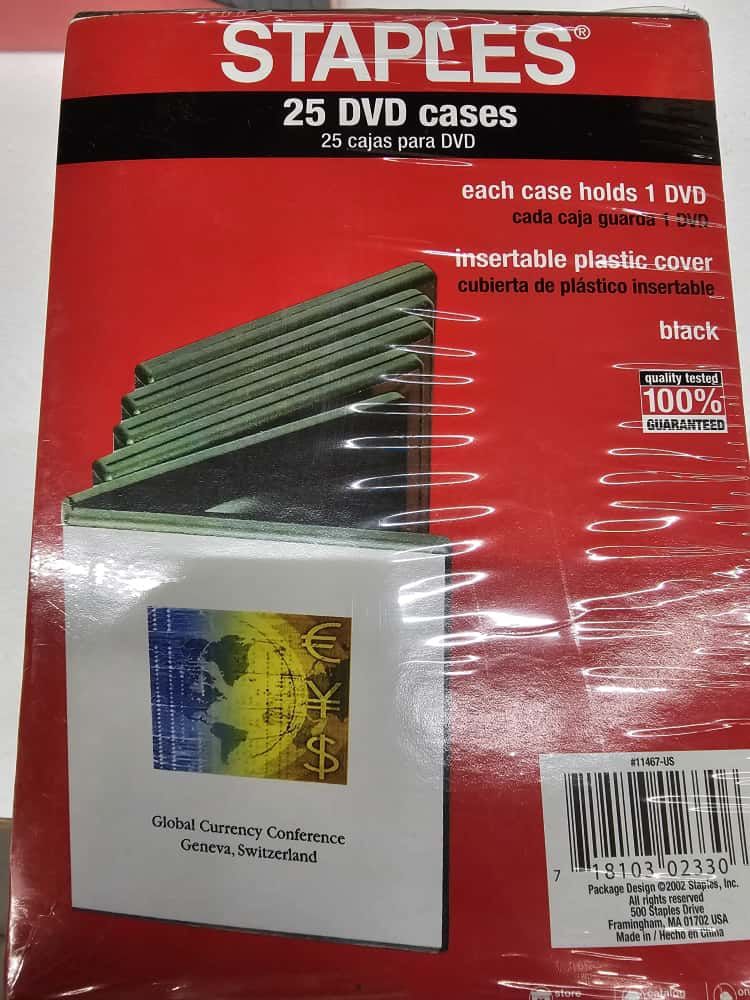 STAPLES®
25 DVD cases
25 cajas para DVD
each case holds 1 DVD
cada caja guarda 1 DVD
insertable plastic cover
cubierta de plástico insertable
black
quality tested
100%
GUARANTEED
€
¥
$
Global Currency Conference
Geneva, Switzerland
#11467-US
7 18103 02330
Package Design ©2002 Staples, Inc.
All rights reserved
500 Staples Drive
Framingham, MA 01702 USA
Made in / Hecho en China
store catalog